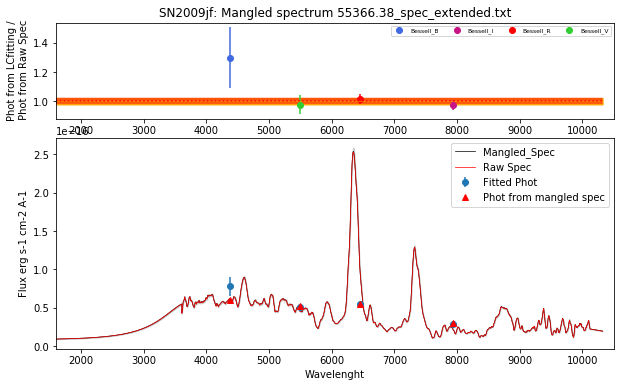 SN2009jf: Mangled spectrum 55366.38_spec_extended.txt
Phot from LCfitting /
Phot from Raw Spec
1.4
1.2
1.0
Bessell_B
Bessell_I
Bessell_R
Bessell_V
2000 3000 4000 5000 6000 7000 8000 9000 10000
1e−16
Flux erg s-1 cm-2 A-1
2.5
2.0
1.5
1.0
0.5
0.0
Mangled_Spec
Raw Spec
Fitted Phot
Phot from mangled spec
2000 3000 4000 5000 6000 7000 8000 9000 10000
Wavelenght